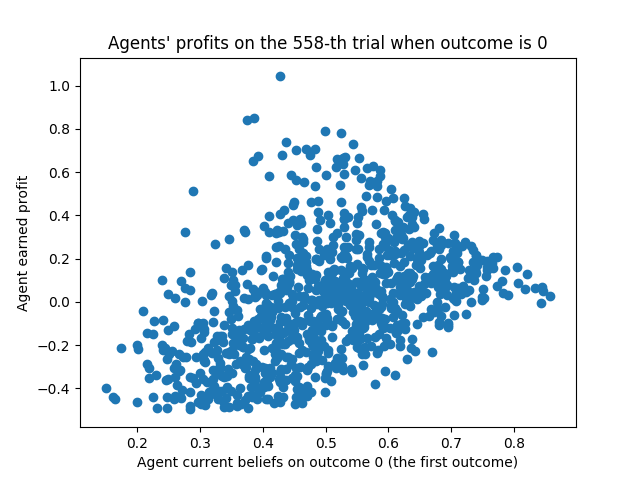 Agents' profits on the 558-th trial when outcome is 0
1.0
0.8
0.6
0.4
0.2
0.0
−0.2
−0.4
Agent earned profit
0.2 0.3 0.4 0.5 0.6 0.7 0.8
Agent current beliefs on outcome 0 (the first outcome)